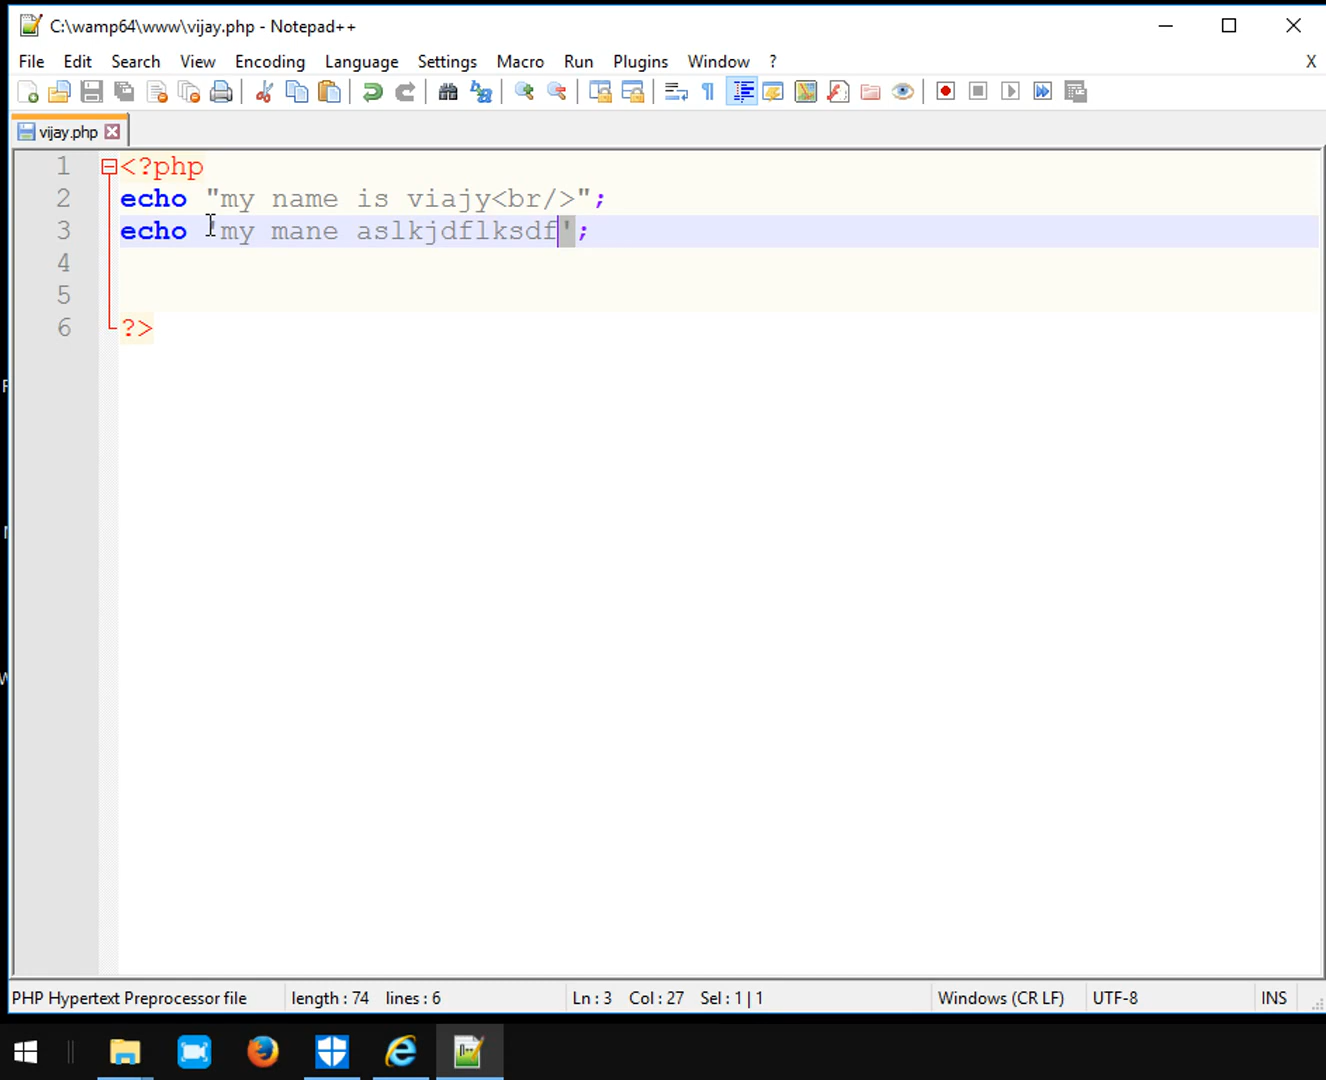 C:\wamp64\www\vijay.php - Notepad++
File Edit Search View Encoding Language Settings Macro Run Plugins Window ? X
vijay.php
1 <?php
2 echo "my name is viajy<br/>";
3 echo 'my mane aslkjdflksdf';
4
5
6 ?>
PHP Hypertext Preprocessor file length : 74 lines : 6 Ln : 3 Col : 27 Sel : 1 | 1 Windows (CR LF) UTF-8 INS